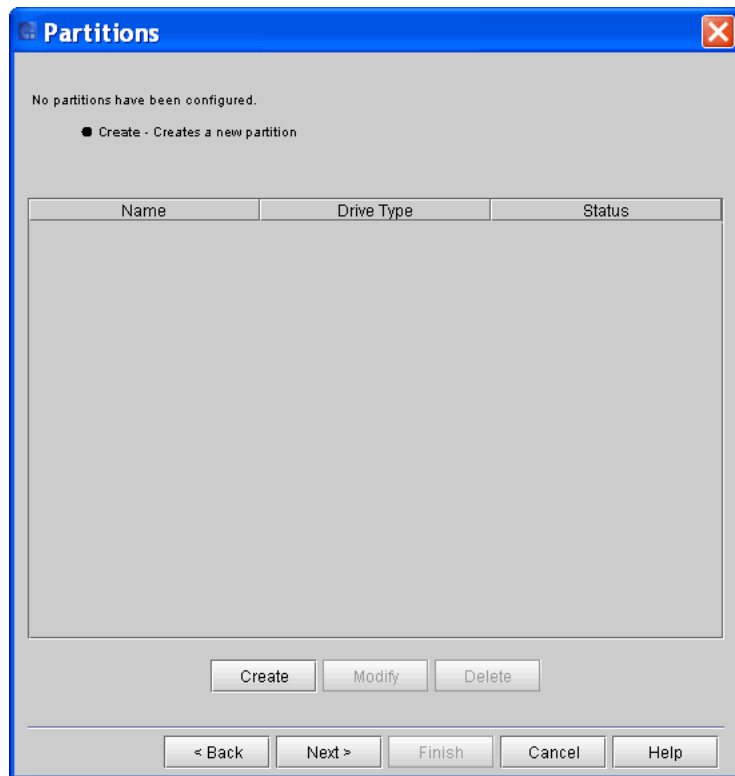 Partitions
No partitions have been configured.
Create - Creates a new partition
Name Drive Type Status
Create Modify Delete
< Back Next > Finish Cancel Help